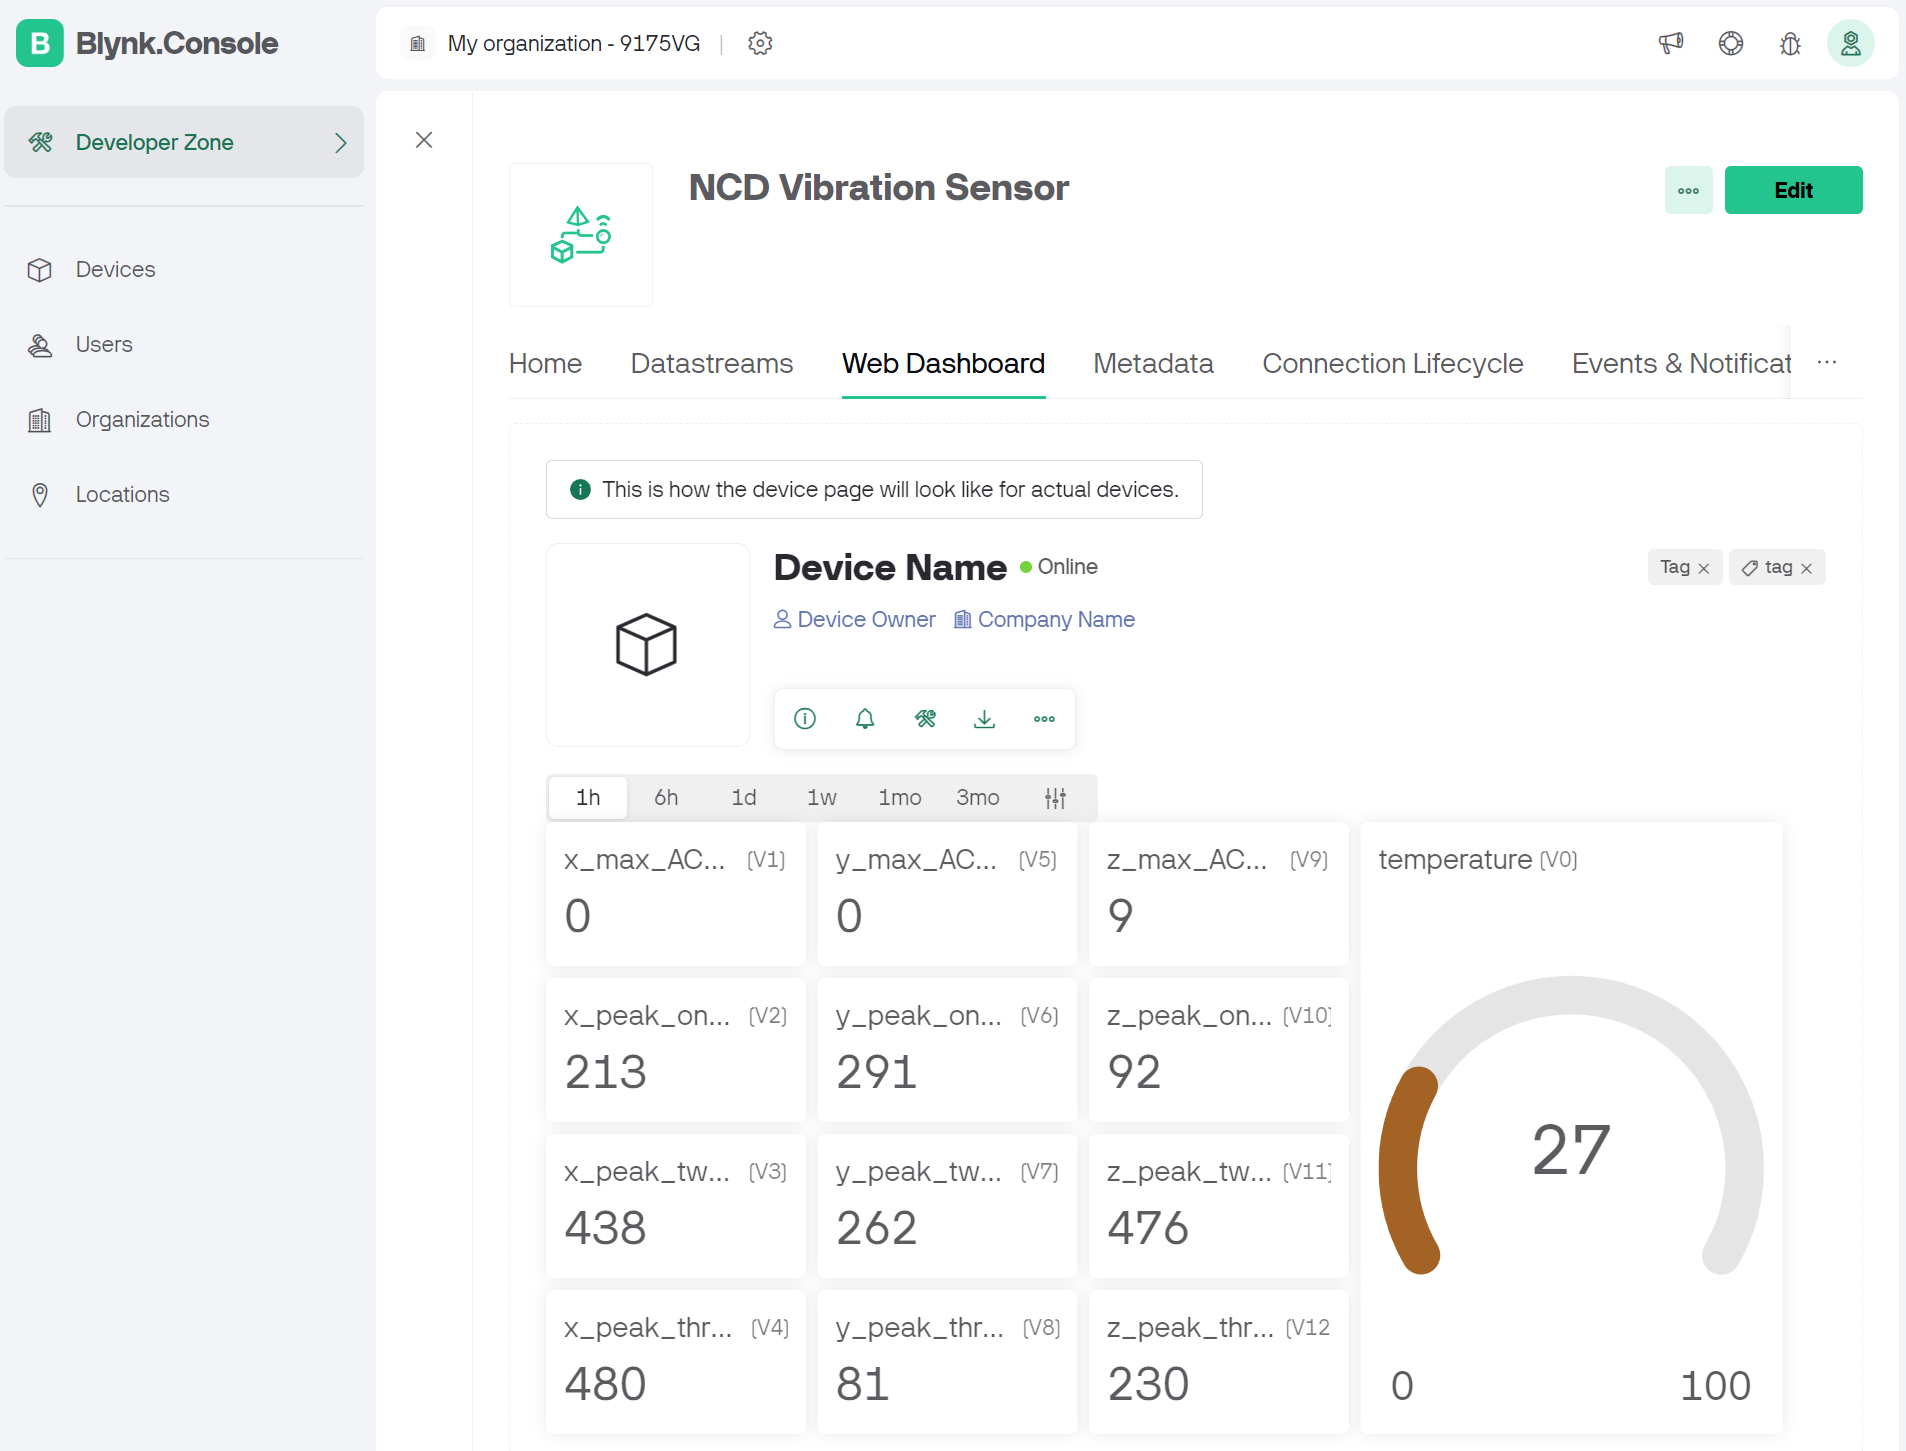 B Blynk.Console
My organization - 9175VG
Developer Zone
Devices
Users
Organizations
Locations
NCD Vibration Sensor
Edit
Home Datastreams Web Dashboard Metadata Connection Lifecycle Events & Notificat
This is how the device page will look like for actual devices.
Device Name Online
Tag tag
Device Owner Company Name
1h 6h 1d 1w 1mo 3mo
x_max_AC... (V1)
0
y_max_AC... (V5)
0
z_max_AC... (V9)
9
temperature (V0)
27
0 100
x_peak_on... (V2)
213
y_peak_on... (V6)
291
z_peak_on... (V10)
92
x_peak_tw... (V3)
438
y_peak_tw... (V7)
262
z_peak_tw... (V11)
476
x_peak_thr... (V4)
480
y_peak_thr... (V8)
81
z_peak_thr... (V12
230